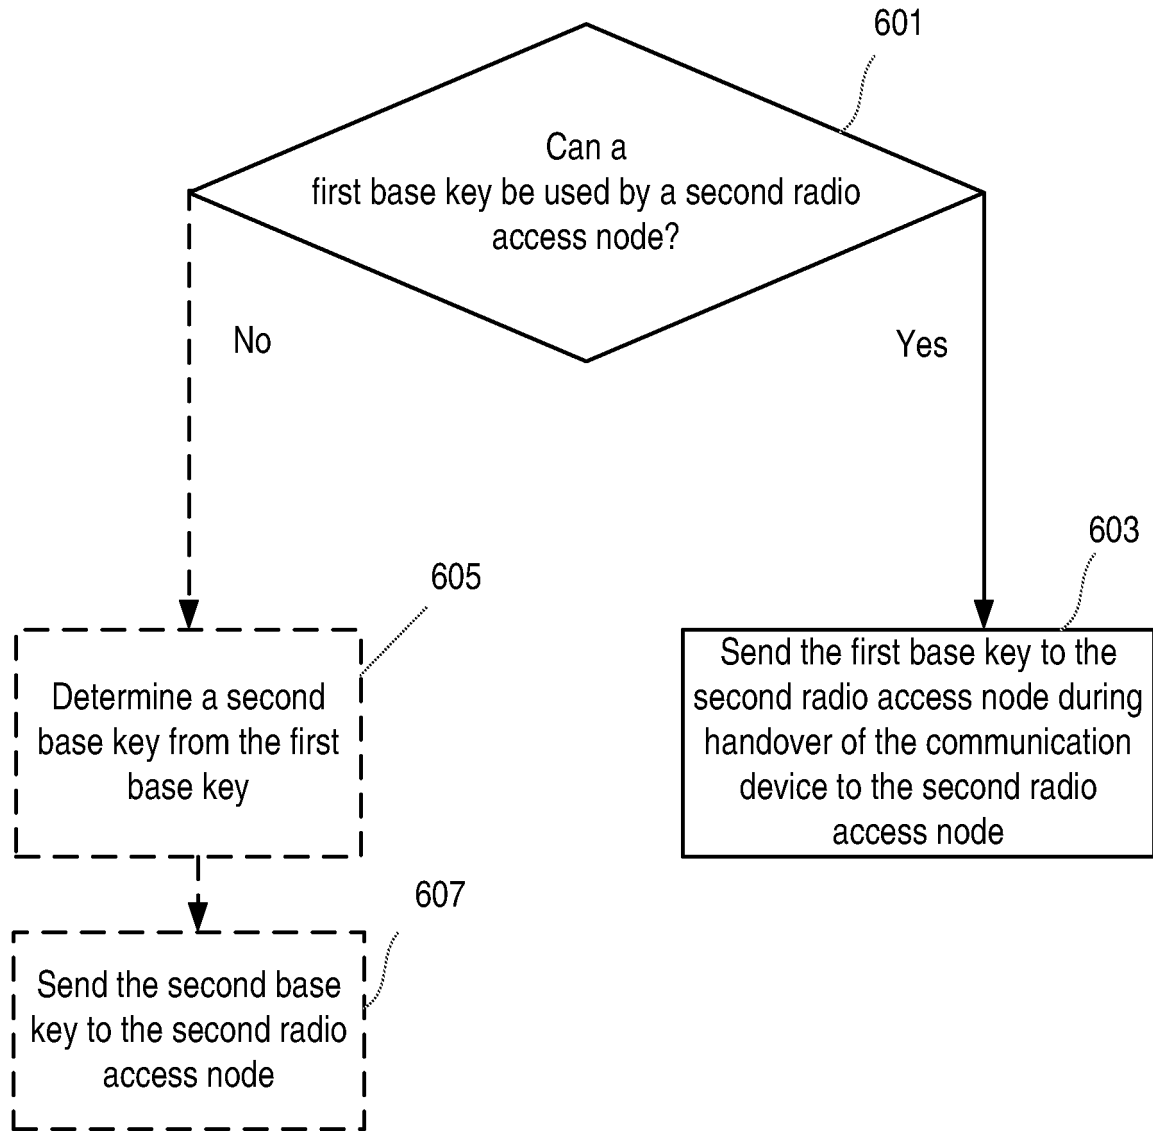 601
Can a
first base key be used by a second radio
access node?
No
Yes
603
605
Send the first base key to the
second radio access node during
handover of the communication
device to the second radio
access node
Determine a second
base key from the first
base key
607
Send the second base
key to the second radio
access node